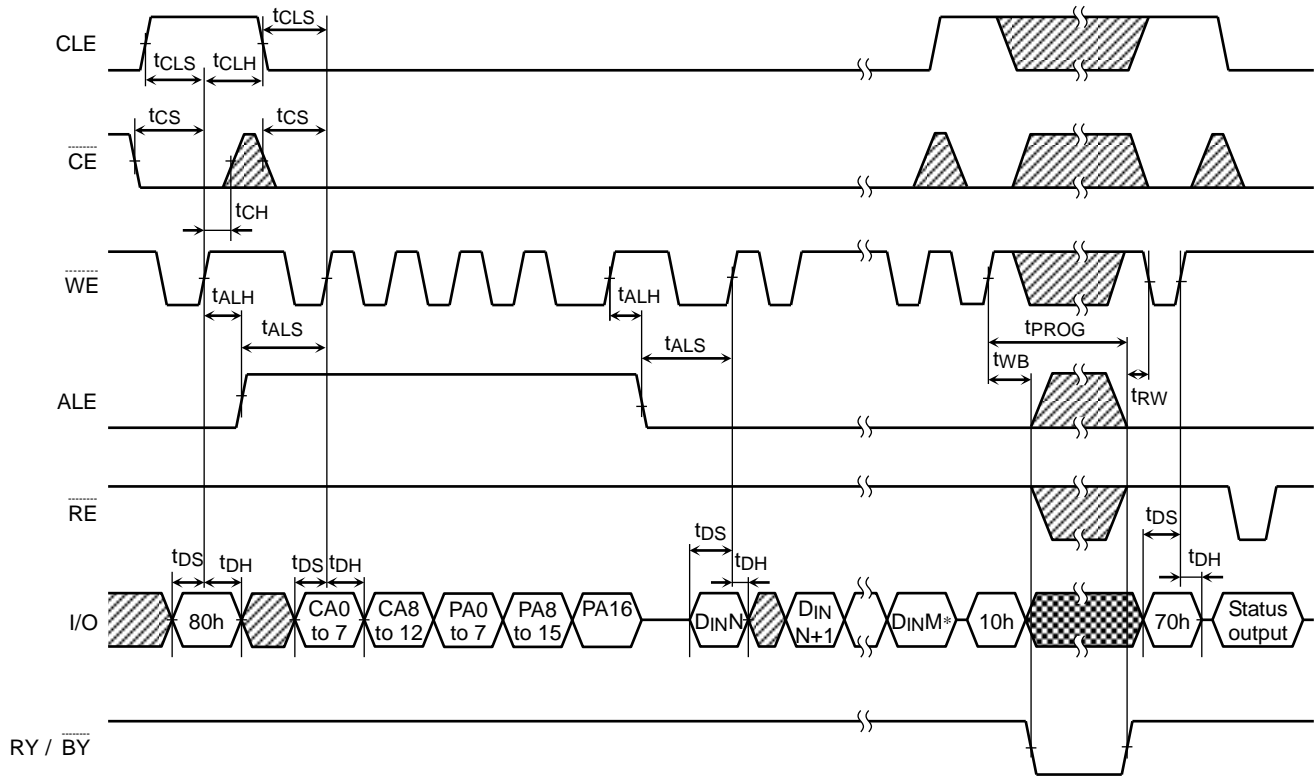 tCLS
CLE
tCLS
tCLH
tCS
tCS
CE
tCH
WE
tALH
tALH
tPROG
tALS
tALS
tWB
ALE
tRW
RE
tDS
tDS
tDS
tDH
tDS
tDH
tDH
tDH
I/O
80h
CA0
to 7
CA8
to 12
PA0
to 7
PA8
to 15
PA16
DINN
DIN
N+1
DINM*
10h
70h
Status
output
RY / BY